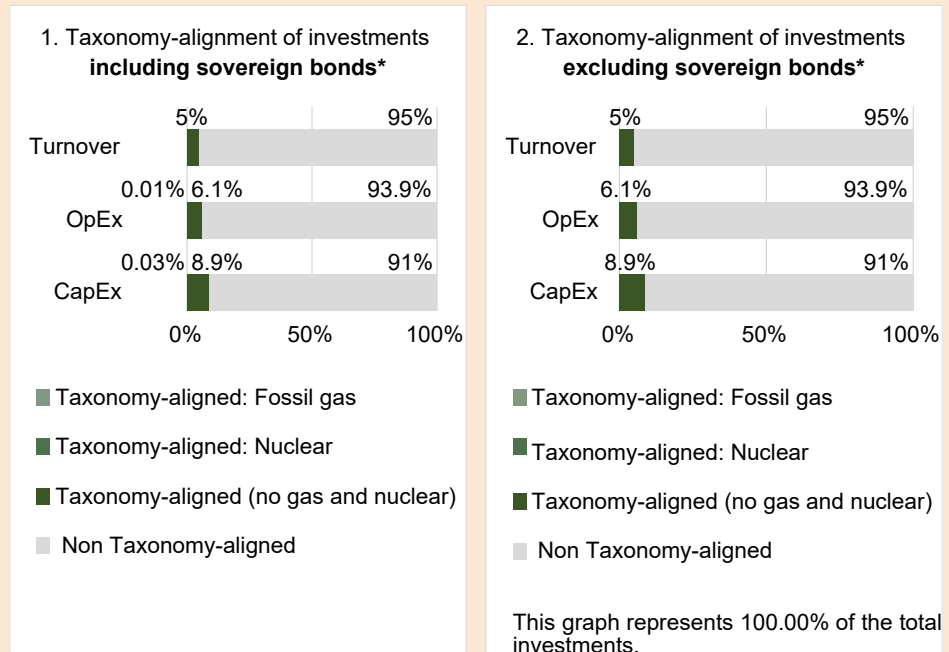 1. Taxonomy-alignment of investments
including sovereign bonds*
5% 95%
Turnover
0.01% 6.1% 93.9%
OpEx
0.03% 8.9% 91%
CapEx
0% 50% 100%
Taxonomy-aligned: Fossil gas
Taxonomy-aligned: Nuclear
Taxonomy-aligned (no gas and nuclear)
Non Taxonomy-aligned
2. Taxonomy-alignment of investments
excluding sovereign bonds*
5% 95%
Turnover
6.1% 93.9%
OpEx
8.9% 91%
CapEx
0% 50% 100%
Taxonomy-aligned: Fossil gas
Taxonomy-aligned: Nuclear
Taxonomy-aligned (no gas and nuclear)
Non Taxonomy-aligned
This graph represents 100.00% of the total
investments.